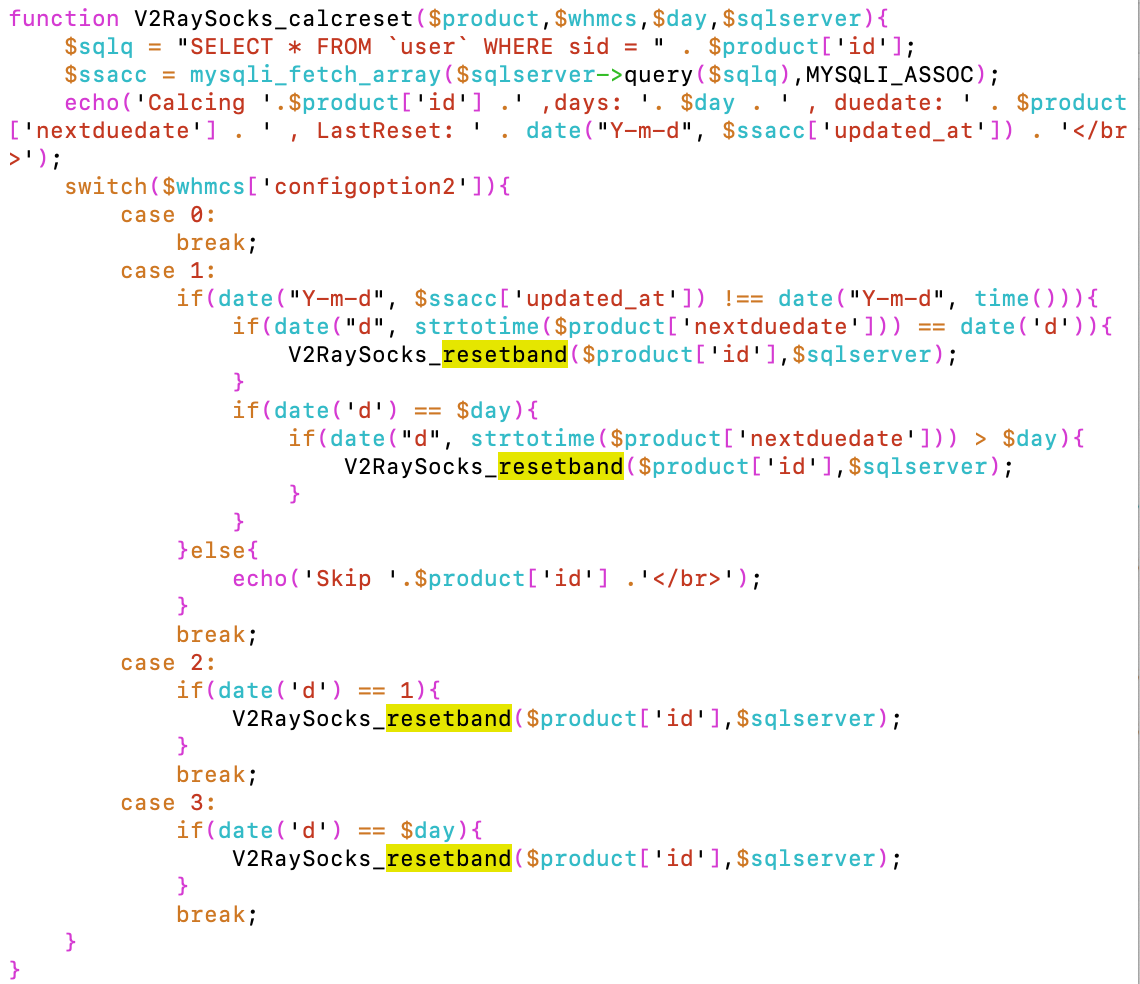 function V2RaySocks_calcreset($product,$whmcs,$day,$sqlserver){
    $sqlq = "SELECT * FROM `user` WHERE sid = " . $product['id'];
    $ssacc = mysqli_fetch_array($sqlserver->query($sqlq),MYSQLI_ASSOC);
    echo('Calcing '.$product['id'] .' ,days: '. $day . ' , duedate: ' . $product
['nextduedate'] . ' , LastReset: ' . date("Y-m-d", $ssacc['updated_at']) . '</br
>');
    switch($whmcs['configoption2']){
        case 0:
            break;
        case 1:
            if(date("Y-m-d", $ssacc['updated_at']) !== date("Y-m-d", time())){
                if(date("d", strtotime($product['nextduedate'])) == date('d')){
                    V2RaySocks_resetband($product['id'],$sqlserver);
                }
                if(date('d') == $day){
                    if(date("d", strtotime($product['nextduedate'])) > $day){
                        V2RaySocks_resetband($product['id'],$sqlserver);
                    }
                }
            }else{
                echo('Skip '.$product['id'] .'</br>');
            }
            break;
        case 2:
            if(date('d') == 1){
                V2RaySocks_resetband($product['id'],$sqlserver);
            }
            break;
        case 3:
            if(date('d') == $day){
                V2RaySocks_resetband($product['id'],$sqlserver);
            }
            break;
    }
}